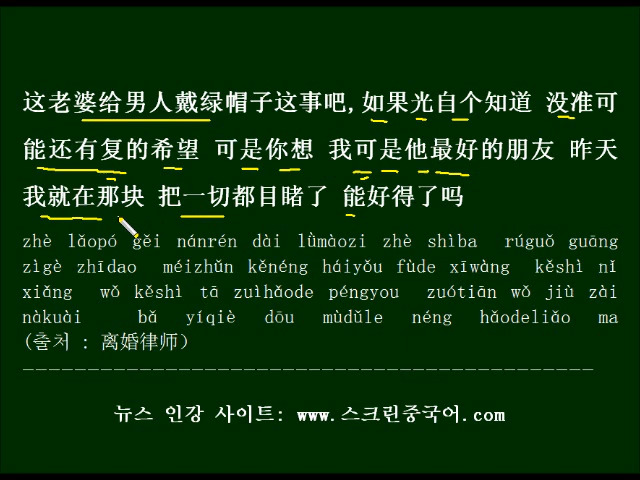 这老婆给男人戴绿帽子这事吧, 如果光自个知道 没准可
能还有复的希望 可是你想 我可是他最好的朋友 昨天
我就在那块 把一切都目睹了 能好得了吗
zhè lǎopó gěi nánrén dài lǜmàozi zhè shìba rúguǒ guāng
zìgè zhīdao méizhǔn kěnéng háiyǒu fùde xīwàng kěshì nǐ
xiǎng wǒ kěshì tā zuìhǎode péngyou zuótiān wǒ jiù zài
nàkuài bǎ yíqiè dōu mùdǔle néng hǎodeliǎo ma
(출처 : 离婚律师)
뉴스 인강 사이트: www.스크린중국어.com